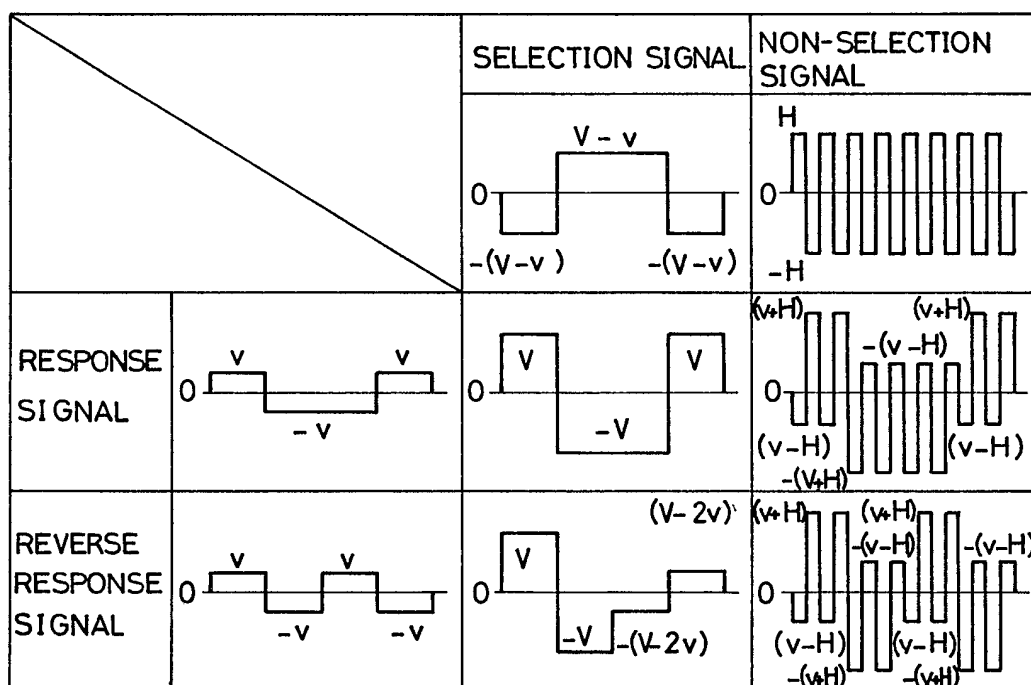 SELECTION SIGNAL
NON-SELECTION
SIGNAL
V - v
0
-(V-v)
-(V-v)
H
0
-H
RESPONSE
SIGNAL
v
v
0
-v
0
V
V
-V
(v+H)
(v+H)
-(v-H)
0
(v-H)
(v-H)
-(v+H)
REVERSE
RESPONSE
SIGNAL
v
v
0
-v
-v
(V-2v)
V
0
-V
-(V-2v)
(v+H)
(v+H)
-(v-H)
-(v-H)
0
(v-H)
(v-H)
-(v+H)
-(v+H)